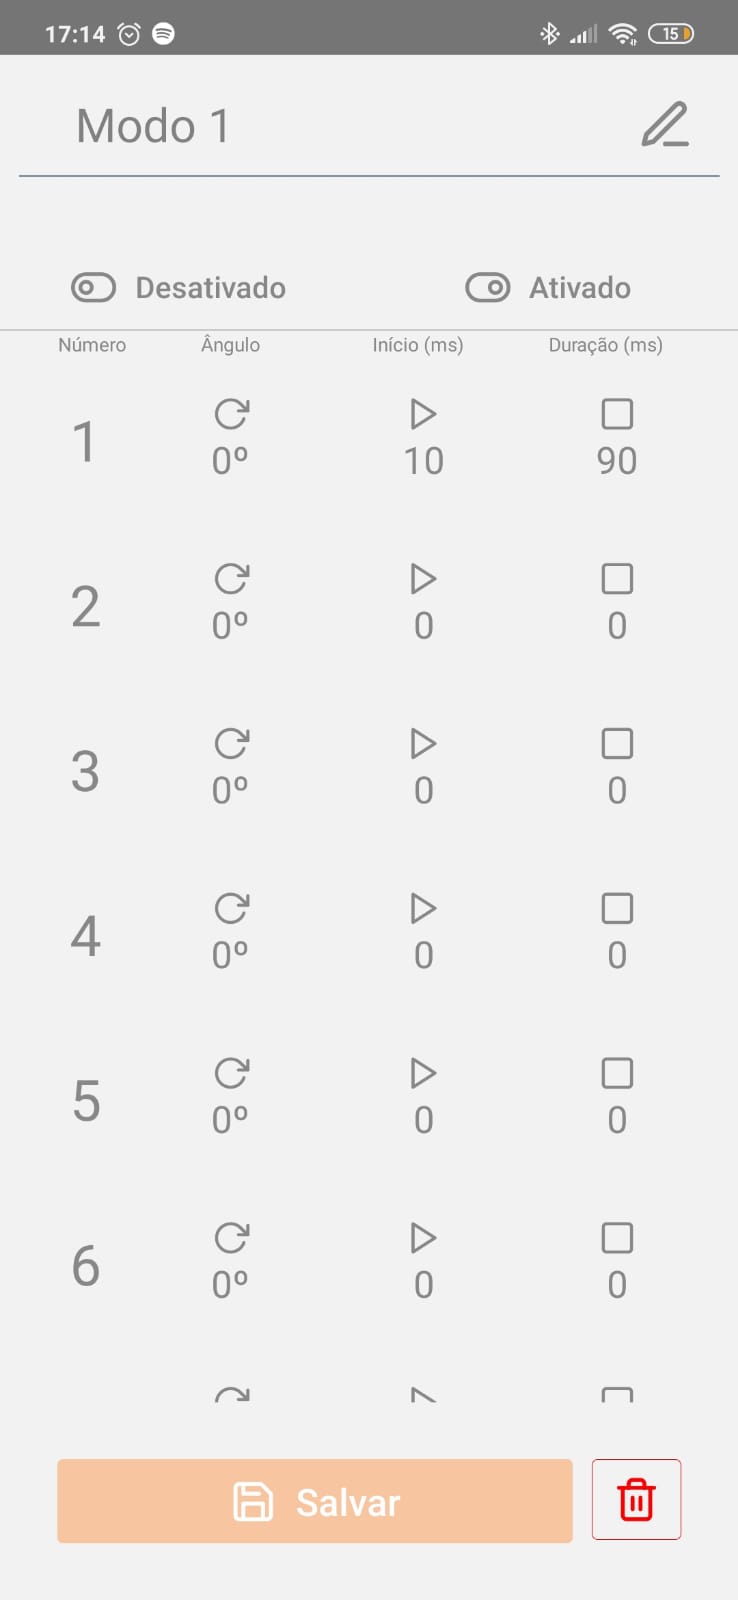 17:14 15
Modo 1
Desativado Ativado
Número Ângulo Início (ms) Duração (ms)
1 0º 10 90
2 0º 0 0
3 0º 0 0
4 0º 0 0
5 0º 0 0
6 0º 0 0
Salvar